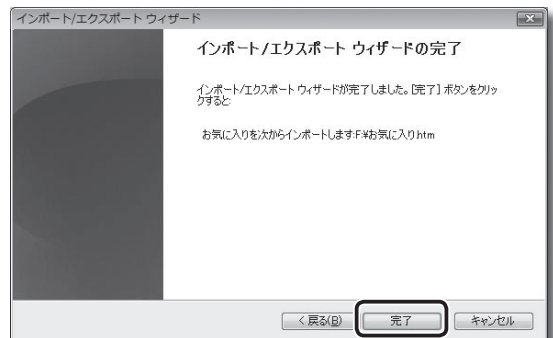 インポート/エクスポート ウィザード
インポート/エクスポート ウィザードの完了
インポート/エクスポート ウィザードが完了しました。[完了] ボタンをクリッ
クすると
お気に入りを次からインポートします:F:¥お気に入り.htm
< 戻る(B)
完了
キャンセル